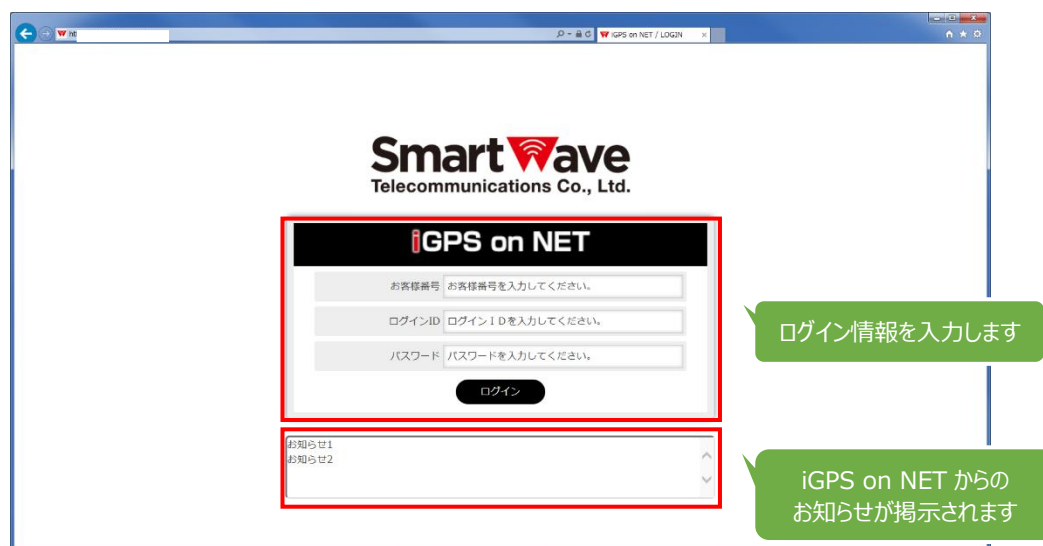 ht
iGPS on NET / LOGIN
Smart Wave
Telecommunications Co., Ltd.
iGPS on NET
お客様番号 お客様番号を入力してください。
ログインID ログインＩＤを入力してください。
パスワード パスワードを入力してください。
ログイン
ログイン情報を入力します
お知らせ1
お知らせ2
iGPS on NET からの
お知らせが掲示されます